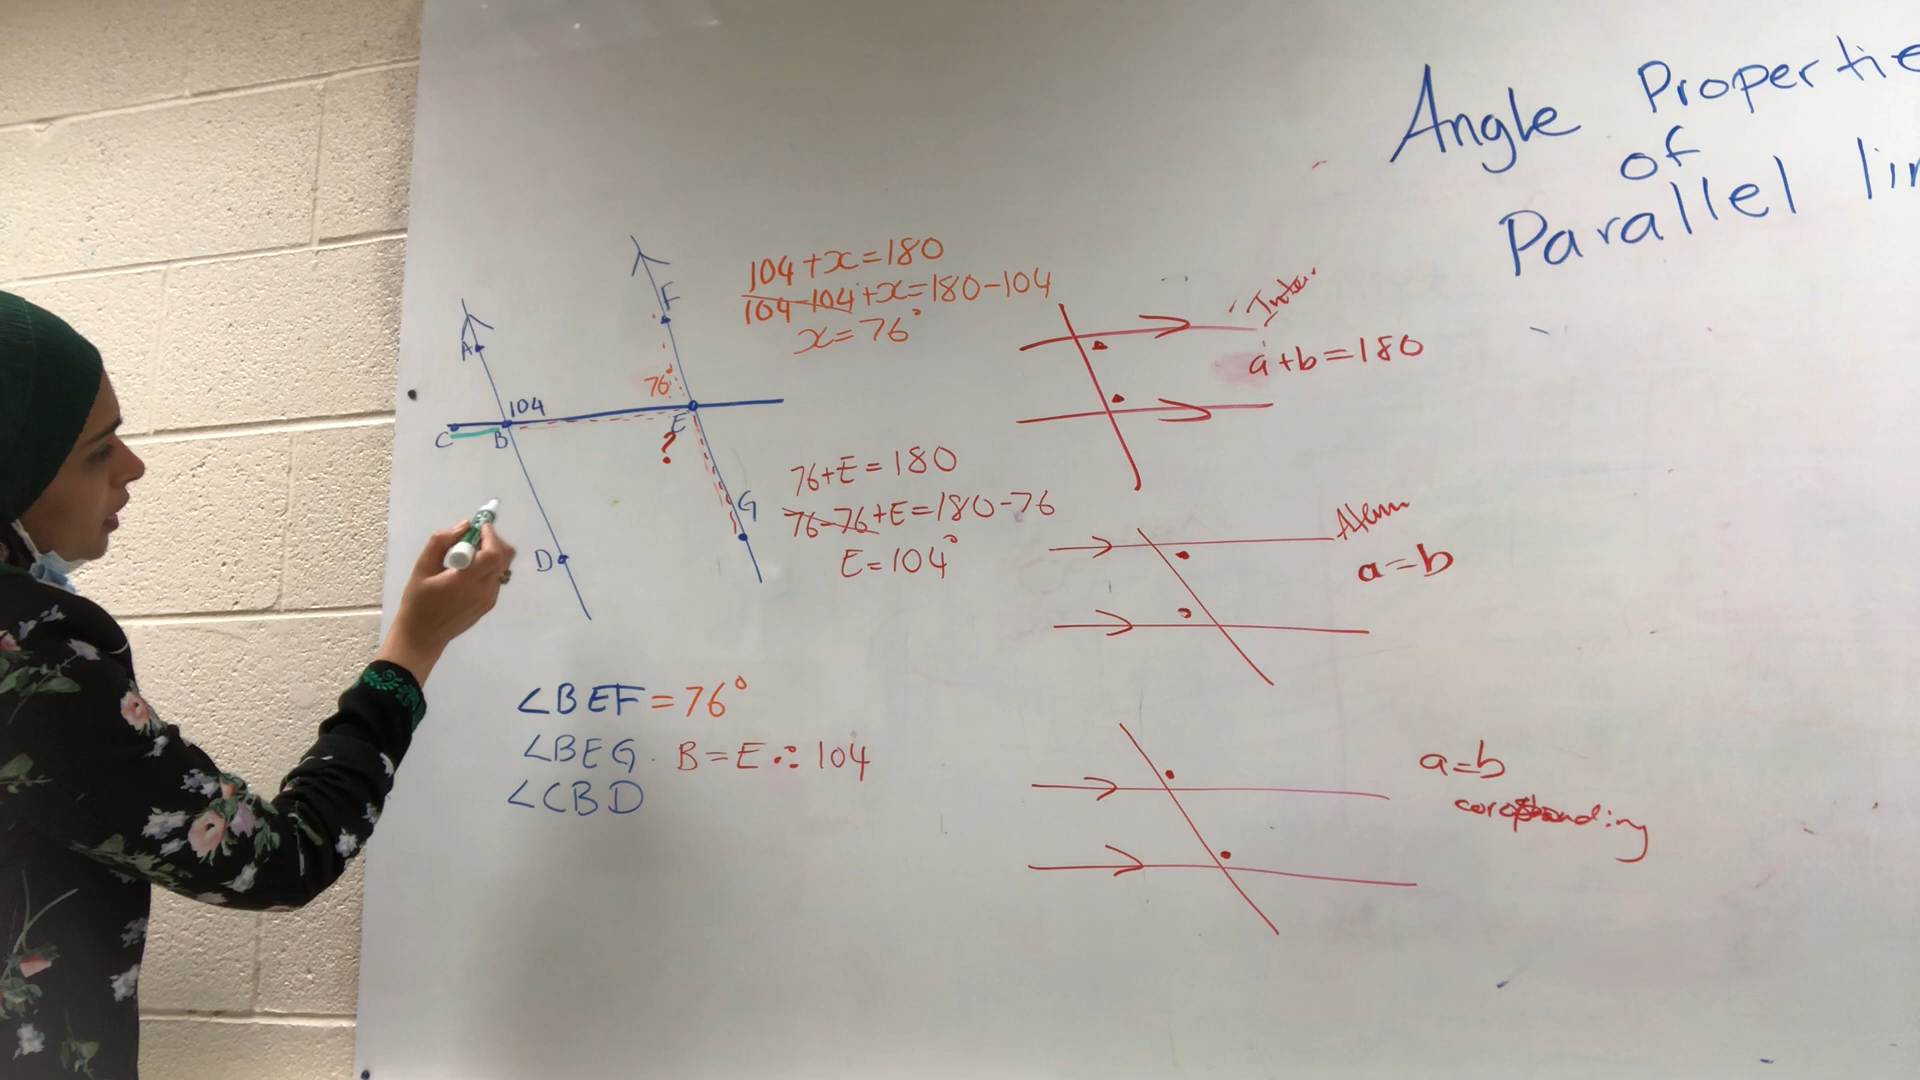 Angle Propertie
of
Parallel lin
104+x=180
104-104+x=180-104
x=76°
F
A
76°
104
C
B
E
?
G
D
76+E=180
76-76+E=180-76
E=104°
Inter.
a+b=180
a=b
a=b
∠BEF=76°
∠BEG. B=E∴104
∠CBD